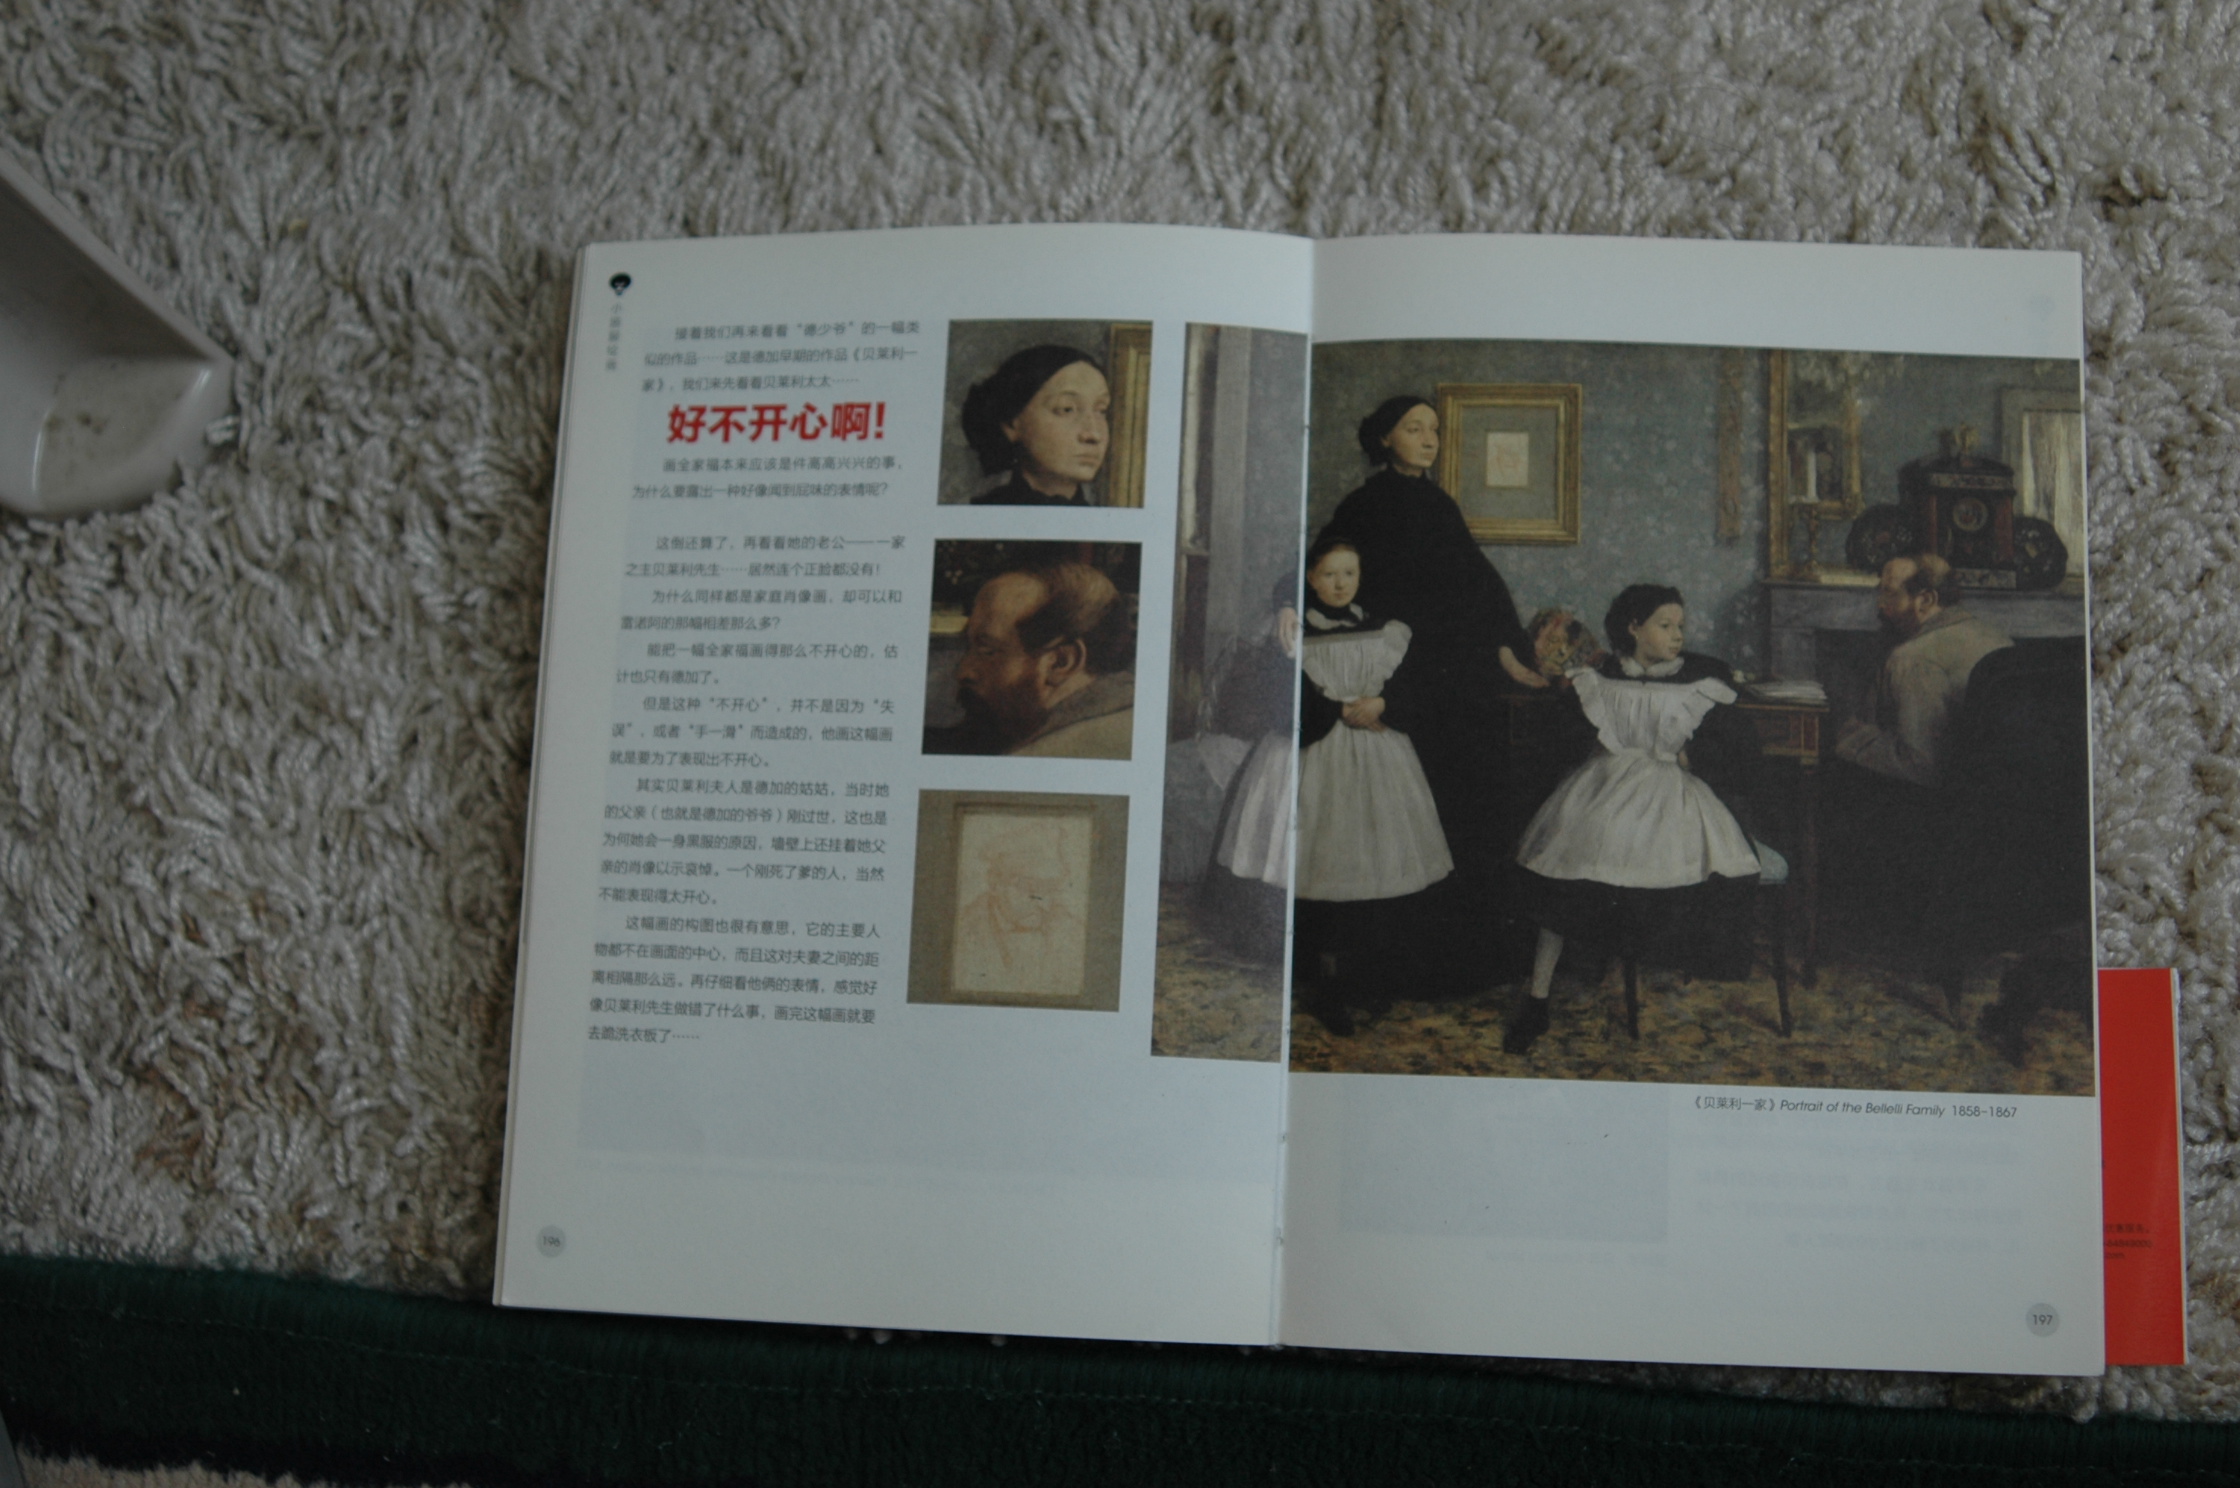 接着我们再来看看“德少爷”的一幅类
似的作品……这是德加早期的作品《贝莱利一
家》，我们来先看看贝莱利太太……
好不开心啊！
画全家福本来应该是件高高兴兴的事，
为什么要露出一种好像闻到屁味的表情呢？
这倒还算了，再看看她的老公——一家
之主贝莱利先生……居然连个正脸都没有！
为什么同样都是家庭肖像画，却可以和
雷诺阿的那幅相差那么多？
能把一幅全家福画得那么不开心的，估
计也只有德加了。
但是这种“不开心”，并不是因为“失
误”，或者“手一滑”而造成的，他画这幅画
就是要为了表现出不开心。
其实贝莱利夫人是德加的姑姑，当时她
的父亲（也就是德加的爷爷）刚过世，这也是
为何她会一身黑服的原因，墙壁上还挂着她父
亲的肖像以示哀悼。一个刚死了爹的人，当然
不能表现得太开心。
这幅画的构图也很有意思，它的主要人
物都不在画面的中心，而且这对夫妻之间的距
离相隔那么远。再仔细看他俩的表情，感觉好
像贝莱利先生做错了什么事，画完这幅画就要
去跪洗衣板了……
196
《贝莱利一家》Portrait of the Bellelli Family 1858–1867
197